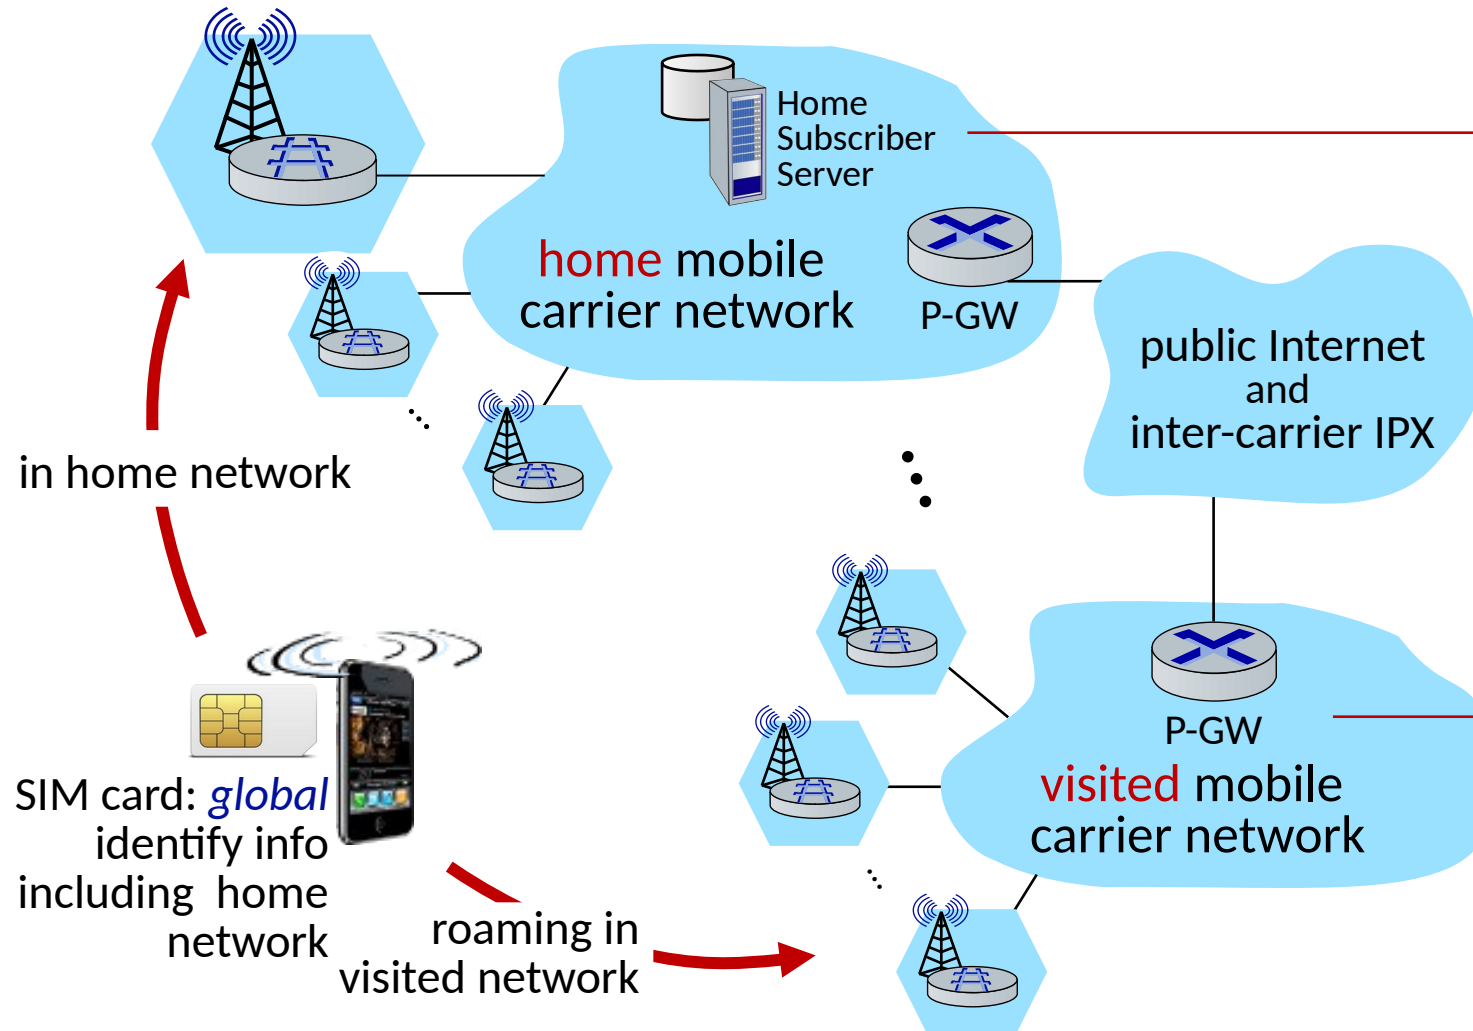 Home
Subscriber
Server
home mobile
carrier network
P-GW
public Internet
and
inter-carrier IPX
in home network
P-GW
visited mobile
carrier network
SIM card: global
identify info
including home
network
roaming in
visited network